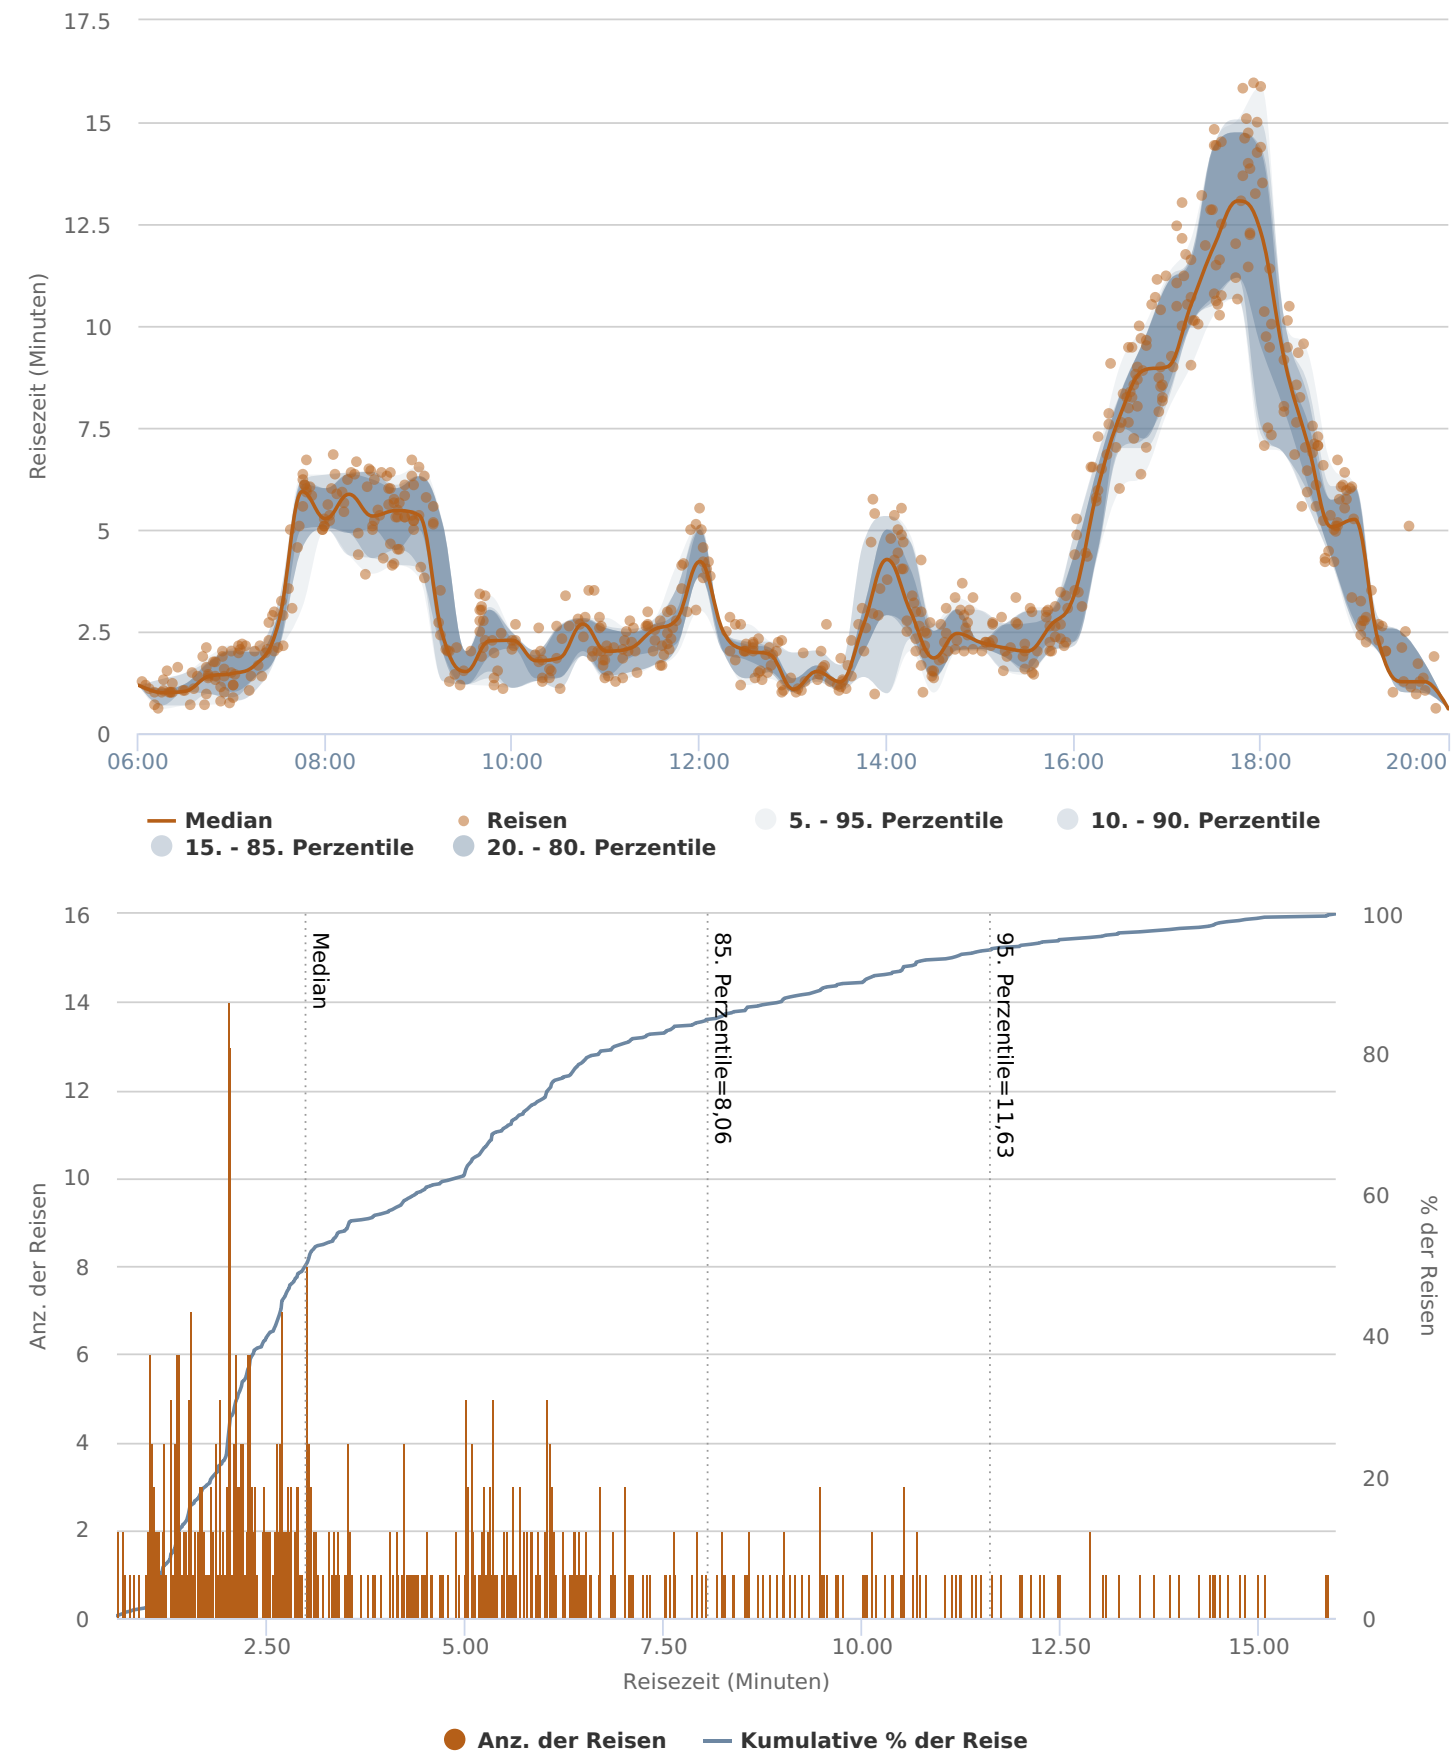 17.5
15
12.5
10
7.5
5
2.5
0
Reisezeit (Minuten)
06:00 08:00 10:00 12:00 14:00 16:00 18:00 20:00
Median Reisen 5. - 95. Perzentile 10. - 90. Perzentile
15. - 85. Perzentile 20. - 80. Perzentile
16
14
12
10
8
6
4
2
0
Anz. der Reisen
Median
85. Perzentile=8,06
95. Perzentile=11,63
100
80
60
40
20
0
% der Reisen
2.50 5.00 7.50 10.00 12.50 15.00
Reisezeit (Minuten)
Anz. der Reisen Kumulative % der Reise